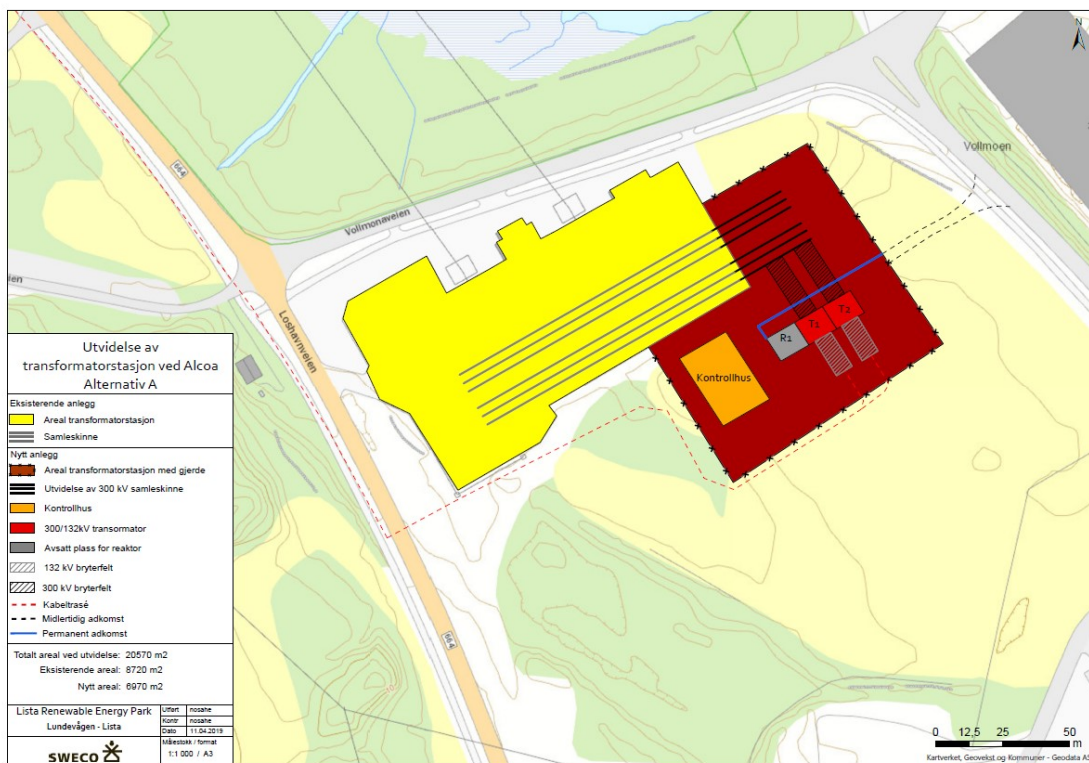 N
Vollmoen
664
Vollmonaveien
Loshavnveien
ien
T2
T1
R1
Kontrollhus
664
Utvidelse av
transformatorstasjon ved Alcoa
Alternativ A
Eksisterende anlegg
Areal transformatorstasjon
Samleskinne
Nytt anlegg
Areal transformatorstasjon med gjerde
Utvidelse av 300 kV samleskinne
Kontrollhus
300/132kV transormator
Avsatt plass for reaktor
132 kV bryterfelt
300 kV bryterfelt
Kabeltrasé
Midlertidig adkomst
Permanent adkomst
Totalt areal ved utvidelse: 20570 m2
Eksisterende areal: 8720 m2
Nytt areal: 6970 m2
Lista Renewable Energy Park
Lundevågen - Lista
Utført nosahe
Kontr nosahe
Dato 11.04.2019
Målestokk / format
1:1 000 / A3
SWECO
0 12,5 25 50
m
Kartverket, Geovekst og Kommuner - Geodata AS